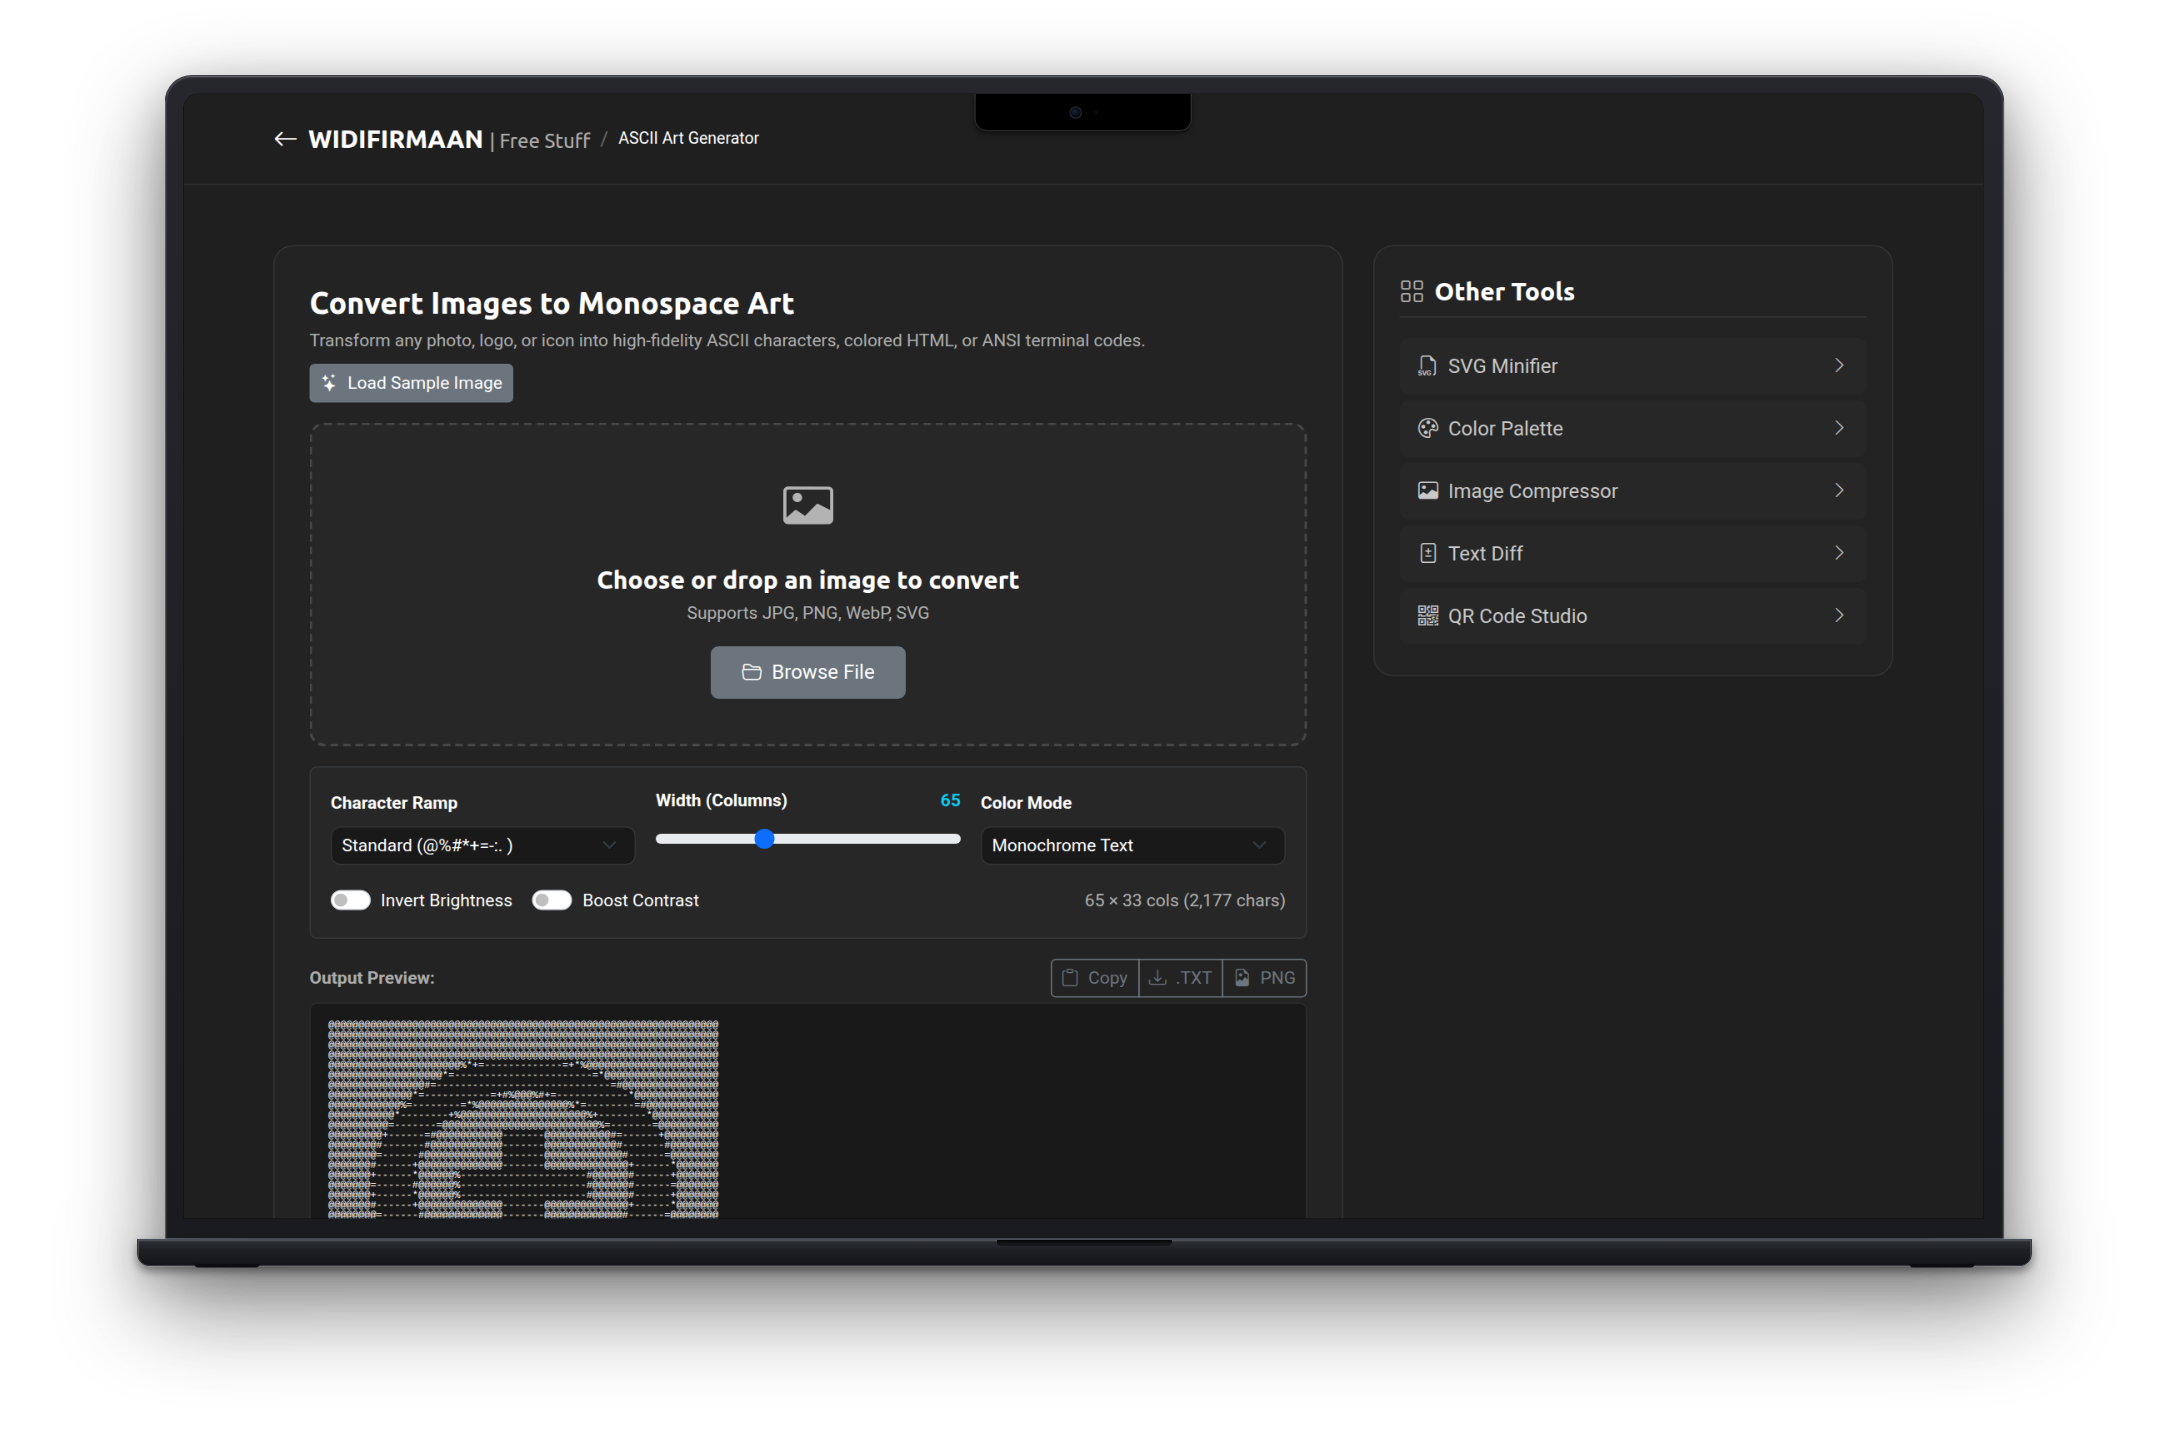 WIDIFIRMAAN | Free Stuff / ASCII Art Generator
Convert Images to Monospace Art
Transform any photo, logo, or icon into high-fidelity ASCII characters, colored HTML, or ANSI terminal codes.
Load Sample Image
Choose or drop an image to convert
Supports JPG, PNG, WebP, SVG
Browse File
Character Ramp
Standard (@%#*+=-:. )
Width (Columns) 65
Color Mode
Monochrome Text
Invert Brightness
Boost Contrast
65 × 33 cols (2,177 chars)
Output Preview:
Copy
.TXT
PNG
Other Tools
SVG Minifier
Color Palette
Image Compressor
Text Diff
QR Code Studio